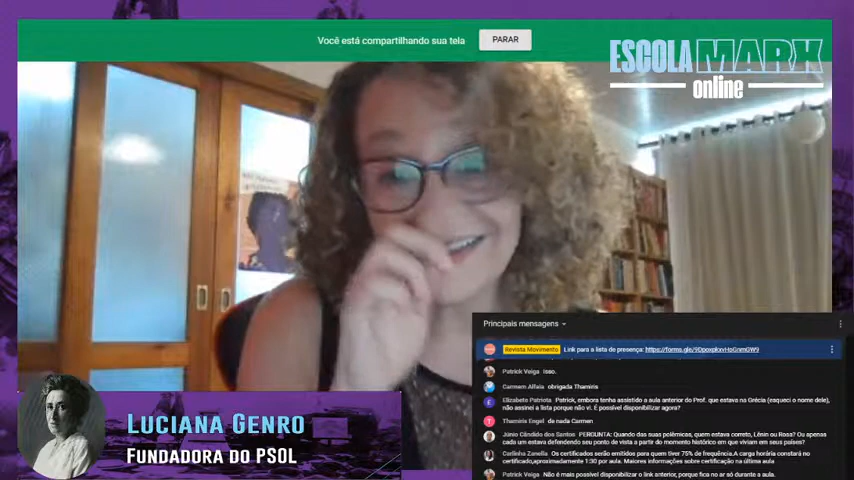 Você está compartilhando sua tela
PARAR
ESCOLA MARX
online
Principais mensagens
Revista Movimento Link para a lista de presença:
Patrick Veiga Isso.
Carmem Alfaia obrigada Thamiris
Elizabeto Patriota Patrick, embora tenha assistido a aula anterior do Prof. que estava na Grécia (esqueci o nome dele),
não assinei a lista porque não vi. É possível disponibilizar agora?
Thamiris Engel de nada Carmen
Júnio Cândido dos Santos PERGUNTA: Quando das suas polêmicas, quem estava correto, Lênin ou Rosa? Ou apenas
cada um estava defendendo seu ponto de vista a partir do momento histórico em que viviam em seus países?
Carlinha Zanella Os certificados serão emitidos para quem tiver 75% de frequência. A carga horária constará no
certificado,aproximadamente 1:30 por aula. Maiores informações sobre certificação na última aula
Patrick Veiga Não é mais possível disponibilizar o link anterior, porque fica no ar só durante a aula.
LUCIANA GENRO
FUNDADORA DO PSOL